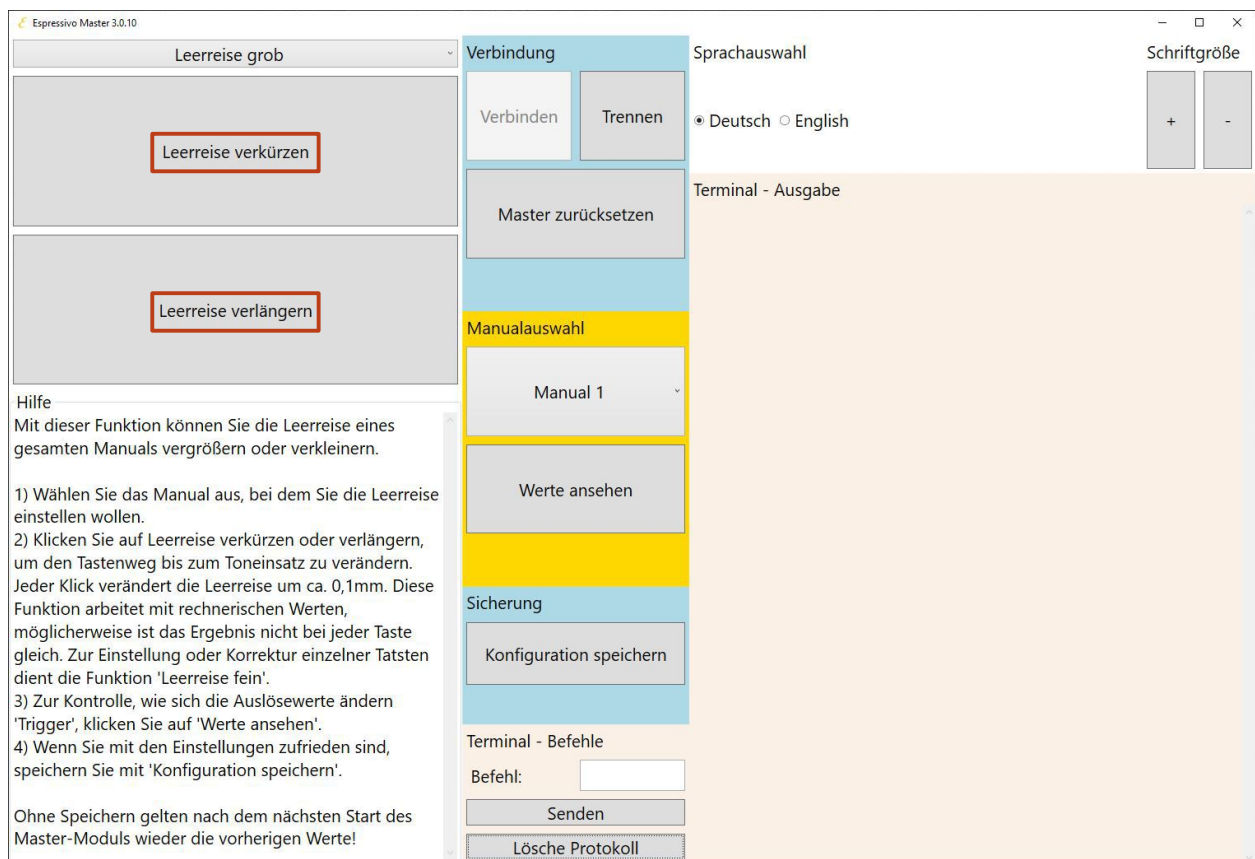 Espressivo Master 3.0.10
Leerreise grob
Leerreise verkürzen
Leerreise verlängern
Hilfe
Mit dieser Funktion können Sie die Leerreise eines
gesamten Manuals vergrößern oder verkleinern.
1) Wählen Sie das Manual aus, bei dem Sie die Leerreise
einstellen wollen.
2) Klicken Sie auf Leerreise verkürzen oder verlängern,
um den Tastenweg bis zum Toneinsatz zu verändern.
Jeder Klick verändert die Leerreise um ca. 0,1mm. Diese
Funktion arbeitet mit rechnerischen Werten,
möglicherweise ist das Ergebnis nicht bei jeder Taste
gleich. Zur Einstellung oder Korrektur einzelner Tatsten
dient die Funktion 'Leerreise fein'.
3) Zur Kontrolle, wie sich die Auslösewerte ändern
'Trigger', klicken Sie auf 'Werte ansehen'.
4) Wenn Sie mit den Einstellungen zufrieden sind,
speichern Sie mit 'Konfiguration speichern'.
Ohne Speichern gelten nach dem nächsten Start des
Master-Moduls wieder die vorherigen Werte!
Verbindung
Verbinden Trennen
Master zurücksetzen
Manualauswahl
Manual 1
Werte ansehen
Sicherung
Konfiguration speichern
Terminal - Befehle
Befehl:
Senden
Lösche Protokoll
Sprachauswahl
Deutsch English
Schriftgröße
+ -
Terminal - Ausgabe